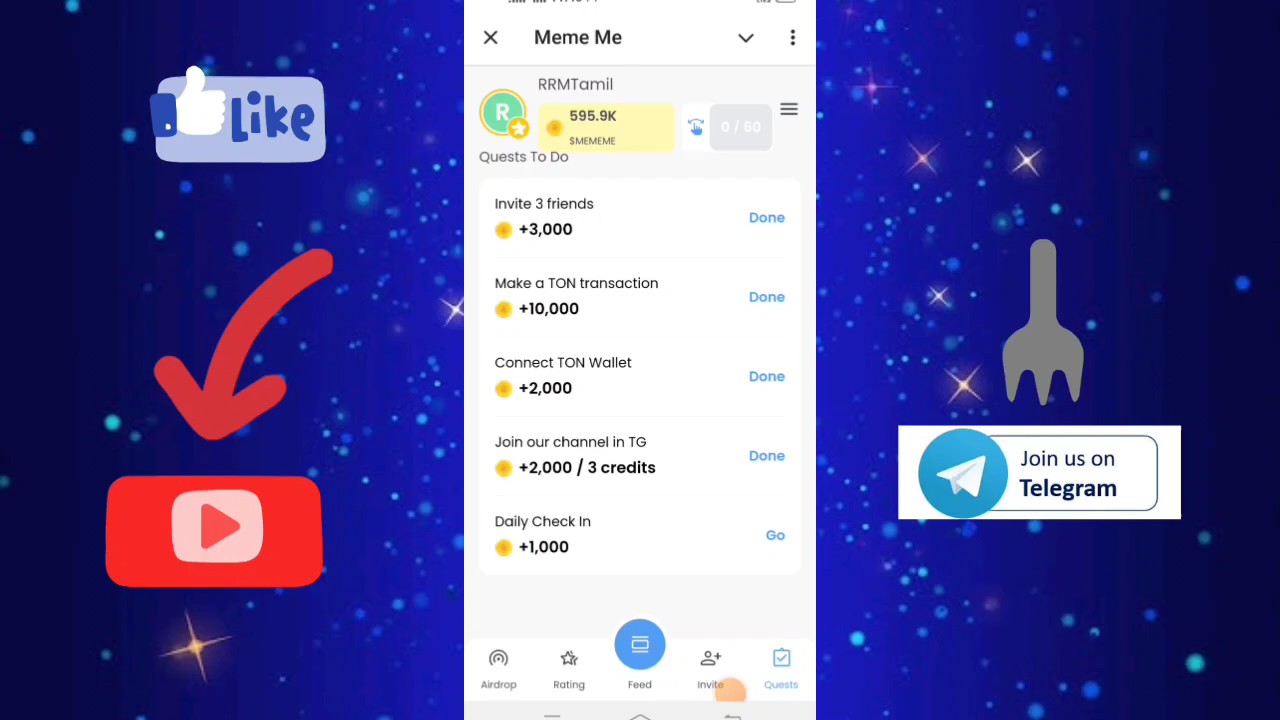 Like
Meme Me
RRMTamil
R
595.9K
$MEMEME
0 / 60
Quests To Do
Invite 3 friends
+3,000
Done
Make a TON transaction
+10,000
Done
Connect TON Wallet
+2,000
Done
Join our channel in TG
+2,000 / 3 credits
Done
Daily Check In
+1,000
Go
Airdrop
Rating
Feed
Invite
Quests
Join us on
Telegram